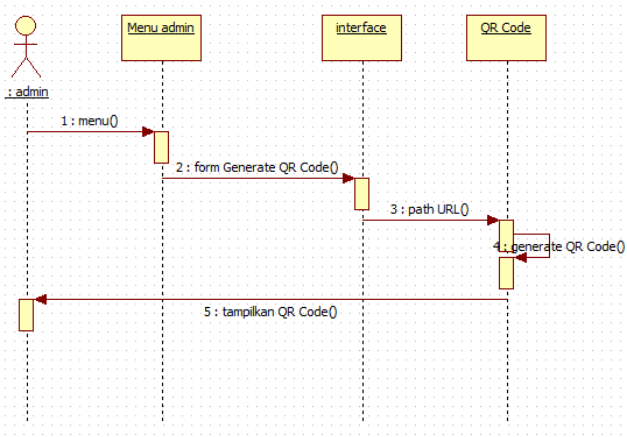 Menu admin
interface
QR Code
: admin
1 : menu()
2 : form Generate QR Code()
3 : path URL()
4 : generate QR Code()
5 : tampilkan QR Code()